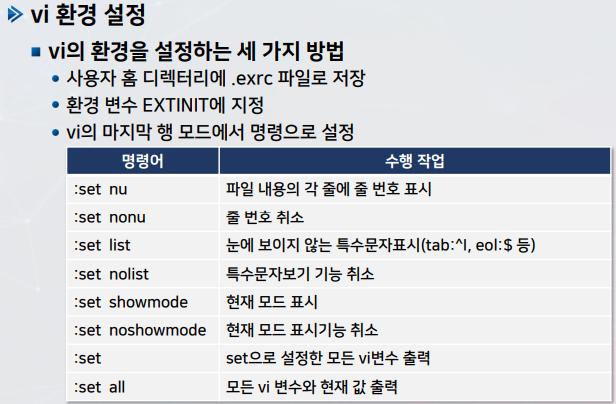 vi 환경 설정
vi의 환경을 설정하는 세 가지 방법
사용자 홈 디렉터리에 .exrc 파일로 저장
환경 변수 EXTINIT에 지정
vi의 마지막 행 모드에서 명령으로 설정
명령어 수행 작업
:set nu 파일 내용의 각 줄에 줄 번호 표시
:set nonu 줄 번호 취소
:set list 눈에 보이지 않는 특수문자표시(tab:^I, eol:$ 등)
:set nolist 특수문자보기 기능 취소
:set showmode 현재 모드 표시
:set noshowmode 현재 모드 표시기능 취소
:set set으로 설정한 모든 vi변수 출력
:set all 모든 vi 변수와 현재 값 출력